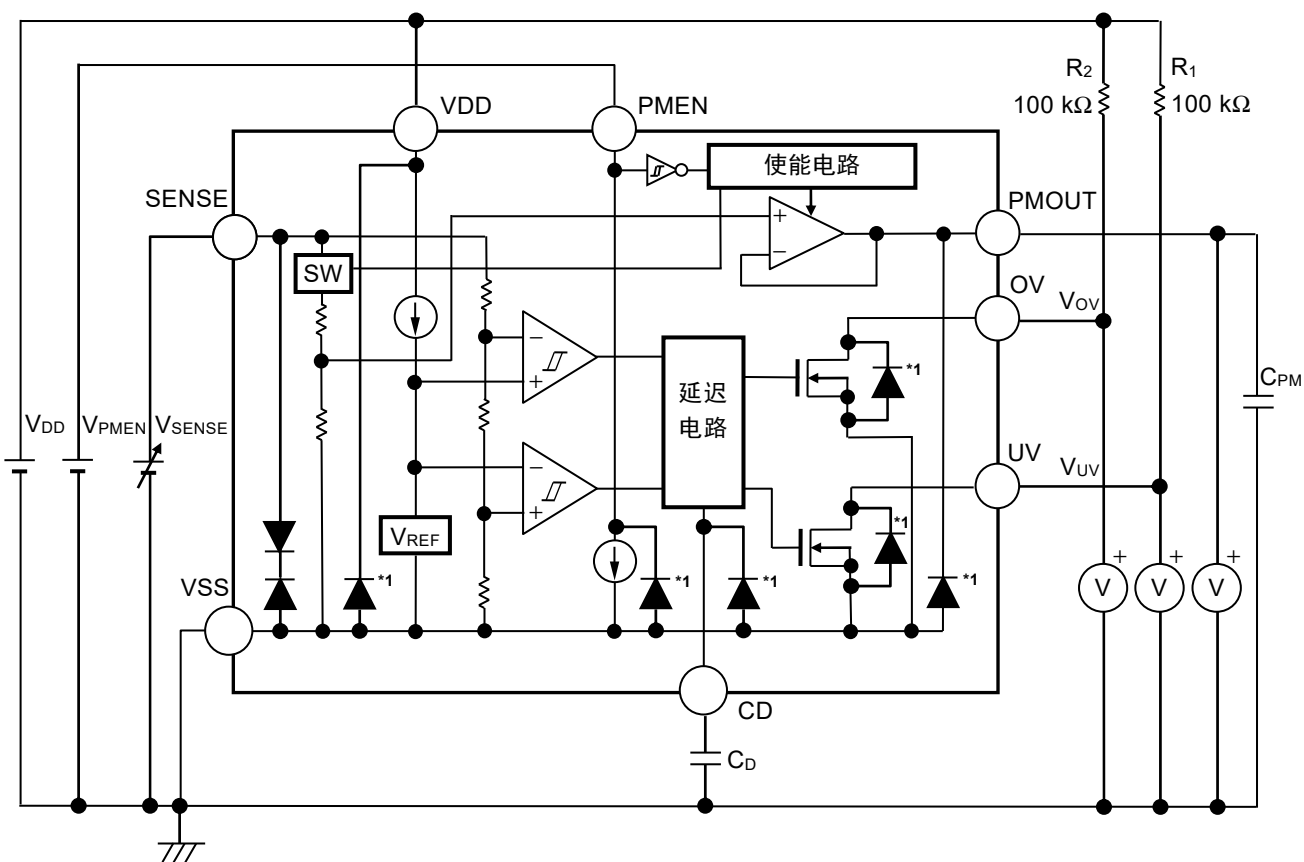 R2
100 kΩ
R1
100 kΩ
VDD
PMEN
使能电路
SENSE
PMOUT
+
−
SW
OV
VOV
−
+
*1
延迟
电路
CPM
VDD
VPMEN
VSENSE
UV
VUV
−
+
*1
VREF
VSS
*1
*1
*1
*1
+
+
+
V
V
V
CD
CD